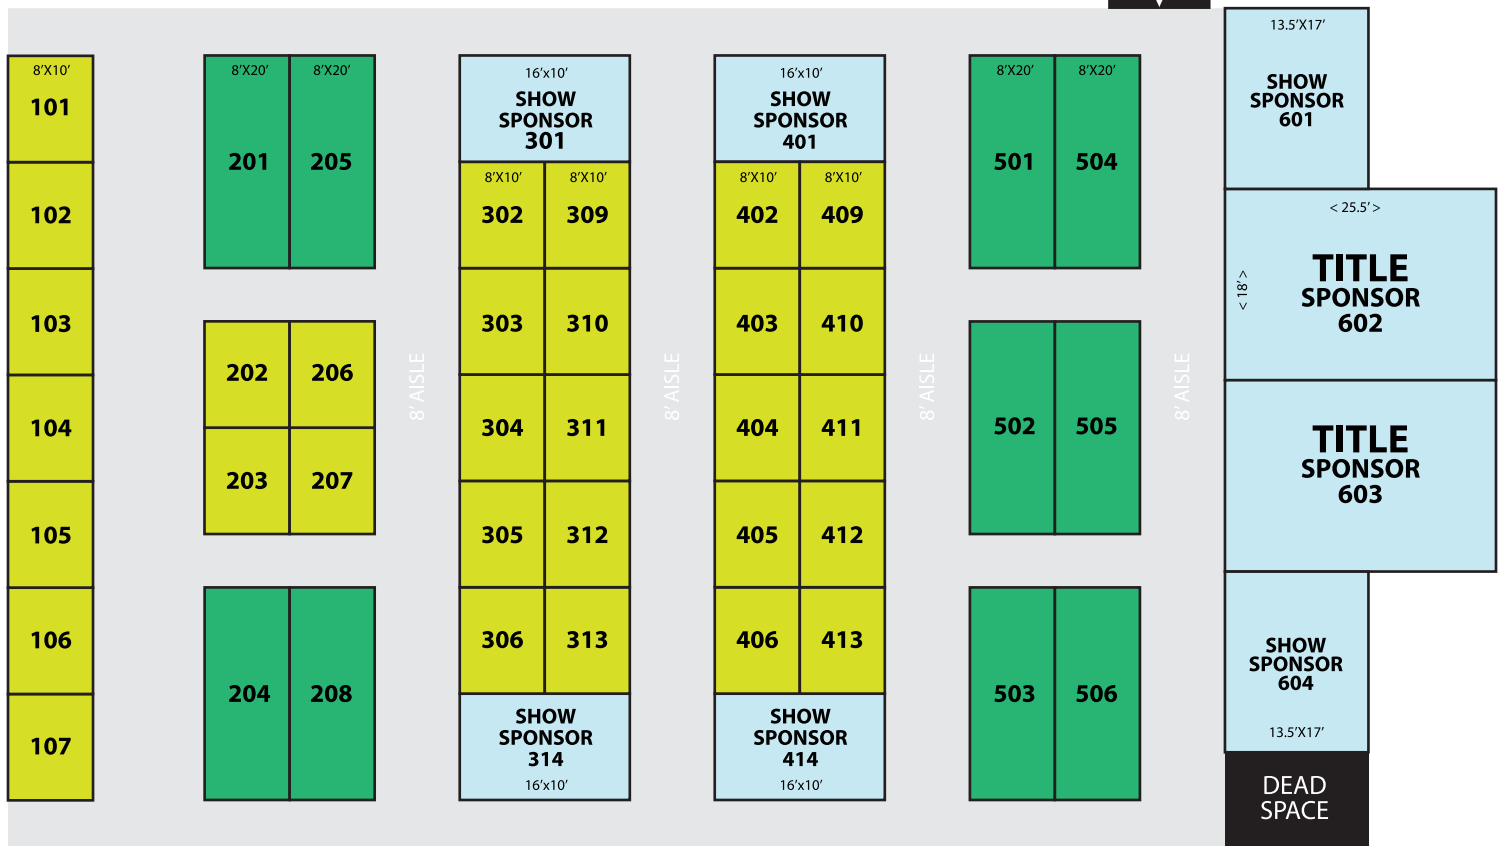 8'X10'
101
102
103
104
105
106
107
8'X20'
8'X20'
201
205
202
206
203
207
204
208
8' AISLE
16'x10'
SHOW
SPONSOR
301
8'X10'
8'X10'
302
309
303
310
304
311
305
312
306
313
SHOW
SPONSOR
314
16'x10'
8' AISLE
16'x10'
SHOW
SPONSOR
401
8'X10'
8'X10'
402
409
403
410
404
411
405
412
406
413
SHOW
SPONSOR
414
16'x10'
8' AISLE
8'X20'
8'X20'
501
504
502
505
503
506
8' AISLE
13.5'X17'
SHOW
SPONSOR
601
< 25.5' >
< 18' >
TITLE
SPONSOR
602
TITLE
SPONSOR
603
SHOW
SPONSOR
604
13.5'X17'
DEAD
SPACE